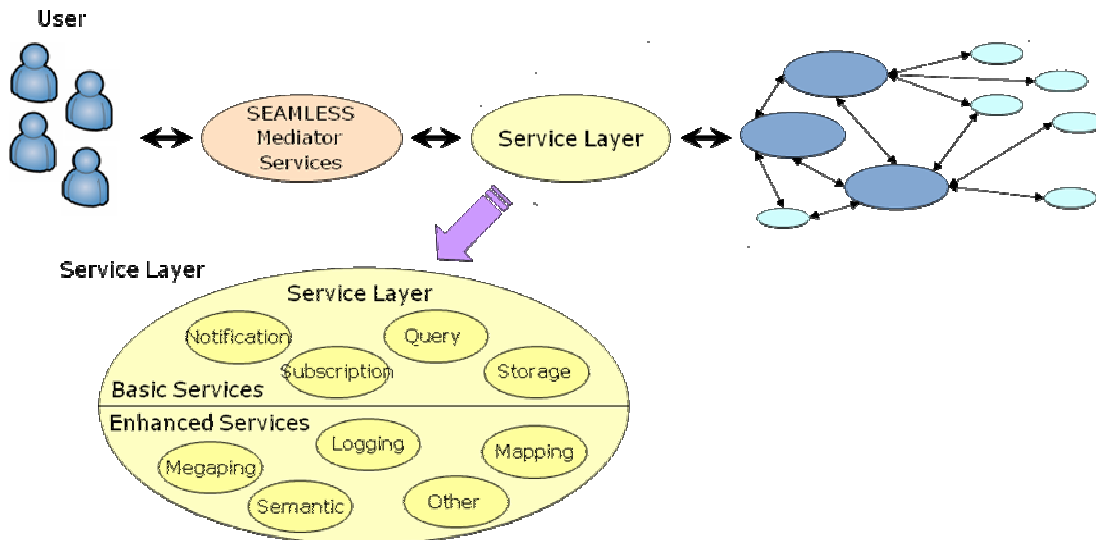 User
SEAMLESS
Mediator
Services
Service Layer
Service Layer
Service Layer
Notification
Query
Subscription
Storage
Basic Services
Enhanced Services
Logging
Mapping
Megaping
Semantic
Other